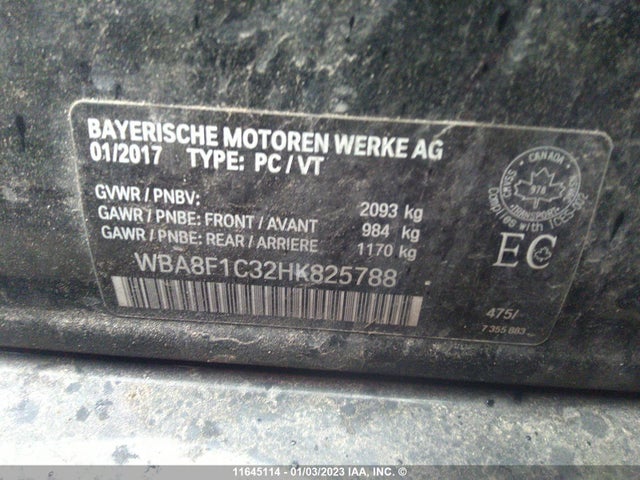 BAYERISCHE MOTOREN WERKE AG
01/2017 TYPE: PC / VT
GVWR / PNBV: 2093 kg
GAWR / PNBE: FRONT / AVANT 984 kg
GAWR / PNBE: REAR / ARRIERE 1170 kg
WBA8F1C32HK825788
CANADA
978
TRANSPORT
EC
475/
7 355 883
11645114 - 01/03/2023 IAA, INC. ©